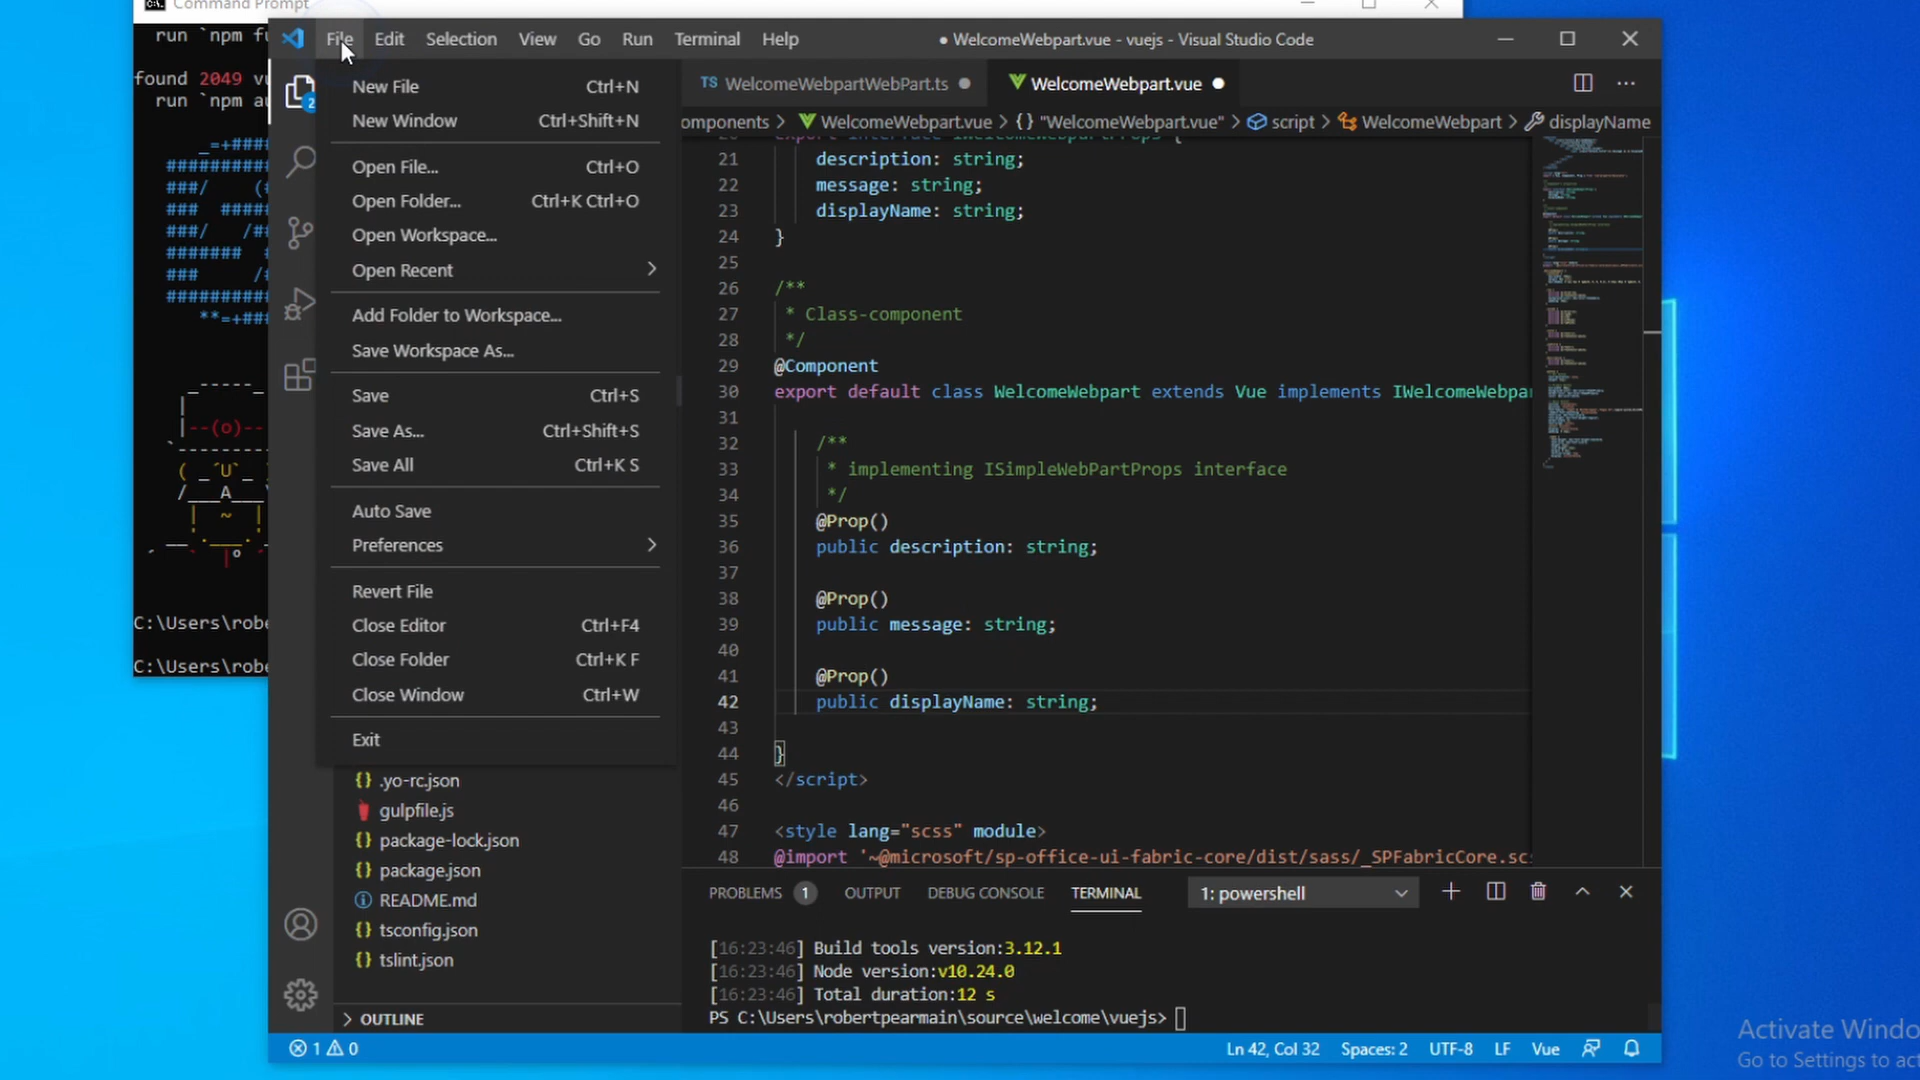 Command Prompt
run `npm fu
found 2049 vu
run `npm au
_=+####
##########
###/ (#
### #####
###/ /##
####### #
### /#
##########
**=+###
C:\Users\robe
C:\Users\robe
File Edit Selection View Go Run Terminal Help
● WelcomeWebpart.vue - vuejs - Visual Studio Code
2
New File Ctrl+N
New Window Ctrl+Shift+N
Open File... Ctrl+O
Open Folder... Ctrl+K Ctrl+O
Open Workspace...
Open Recent
Add Folder to Workspace...
Save Workspace As...
Save Ctrl+S
Save As... Ctrl+Shift+S
Save All Ctrl+K S
Auto Save
Preferences
Revert File
Close Editor Ctrl+F4
Close Folder Ctrl+K F
Close Window Ctrl+W
Exit
{} .yo-rc.json
gulpfile.js
{} package-lock.json
{} package.json
README.md
{} tsconfig.json
{} tslint.json
OUTLINE
TS WelcomeWebpartWebPart.ts ●
WelcomeWebpart.vue ●
omponents > WelcomeWebpart.vue > {} "WelcomeWebpart.vue" > script > WelcomeWebpart > displayName
21 description: string;
22 message: string;
23 displayName: string;
24 }
25
26 /**
27 * Class-component
28 */
29 @Component
30 export default class WelcomeWebpart extends Vue implements IWelcomeWebpar
31
32 /**
33 * implementing ISimpleWebPartProps interface
34 */
35 @Prop()
36 public description: string;
37
38 @Prop()
39 public message: string;
40
41 @Prop()
42 public displayName: string;
43
44 }
45 </script>
46
47 <style lang="scss" module>
48 @import '~@microsoft/sp-office-ui-fabric-core/dist/sass/_SPFabricCore.scs
PROBLEMS 1 OUTPUT DEBUG CONSOLE TERMINAL 1: powershell
[16:23:46] Build tools version:3.12.1
[16:23:46] Node version:v10.24.0
[16:23:46] Total duration:12 s
PS C:\Users\robertpearmain\source\welcome\vuejs>
1 0
Ln 42, Col 32 Spaces: 2 UTF-8 LF Vue
Activate Windo
Go to Settings to act